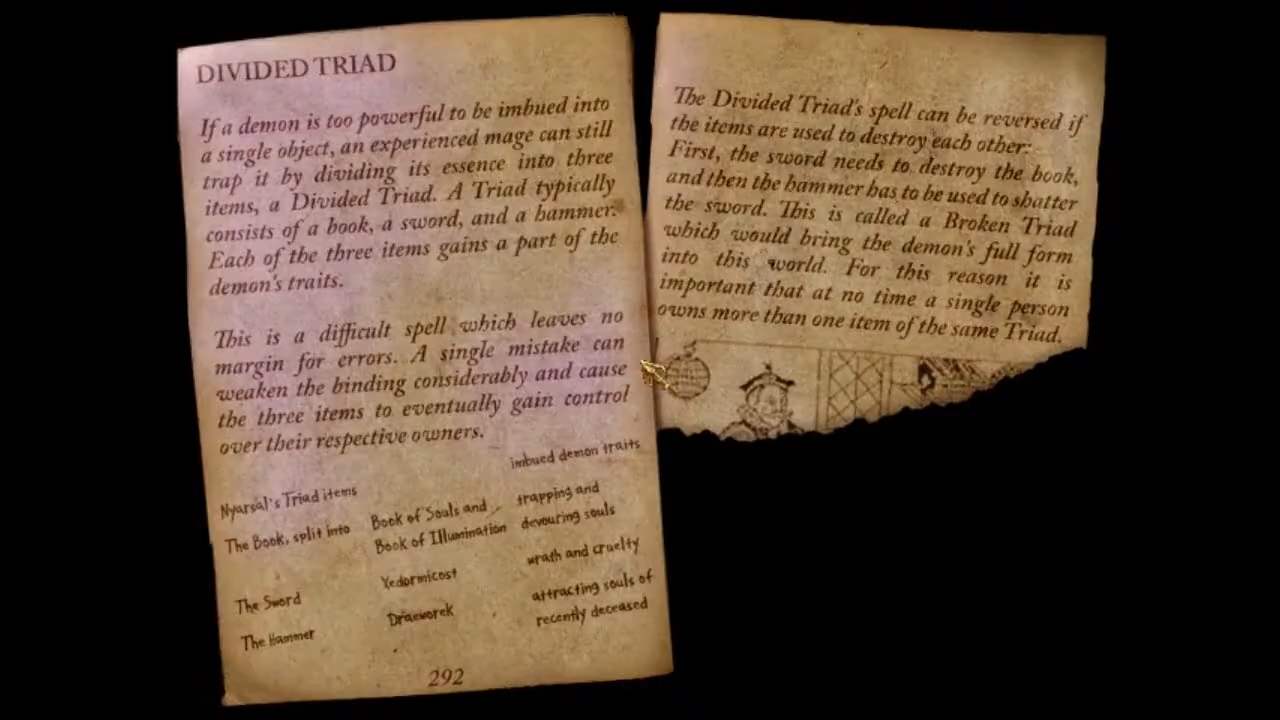 DIVIDED TRIAD
If a demon is too powerful to be imbued into
a single object, an experienced mage can still
trap it by dividing its essence into three
items, a Divided Triad. A Triad typically
consists of a book, a sword, and a hammer.
Each of the three items gains a part of the
demon's traits.
This is a difficult spell which leaves no
margin for errors. A single mistake can
weaken the binding considerably and cause
the three items to eventually gain control
over their respective owners.
imbued demon traits
Nyarsal's Triad items
The Book, split into
Book of Souls and
Book of Illumination
trapping and
devouring souls
The Sword
Yedormicost
wrath and cruelty
The Hammer
Draeworek
attracting souls of
recently deceased
292
The Divided Triad's spell can be reversed if
the items are used to destroy each other:
First, the sword needs to destroy the book,
and then the hammer has to be used to shatter
the sword. This is called a Broken Triad
which would bring the demon's full form
into this world. For this reason it is
important that at no time a single person
owns more than one item of the same Triad.